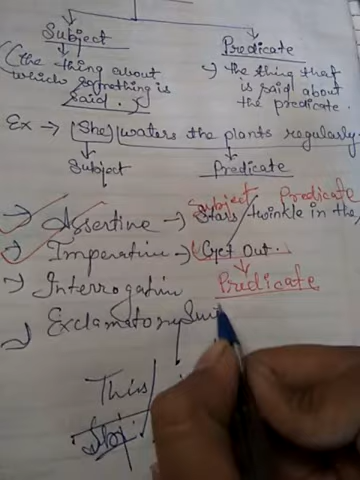 Subject
Predicate
(the thing about which something is said.)
→ the thing that is said about the predicate.
Ex → (She) waters the plants regularly
Subject
Predicate
Subject Predicate
→ Assertive → Stars / twinkle in the
→ Imperative → (Get Out.
→ Interrogative
Predicate
→ Exclamatory
This /